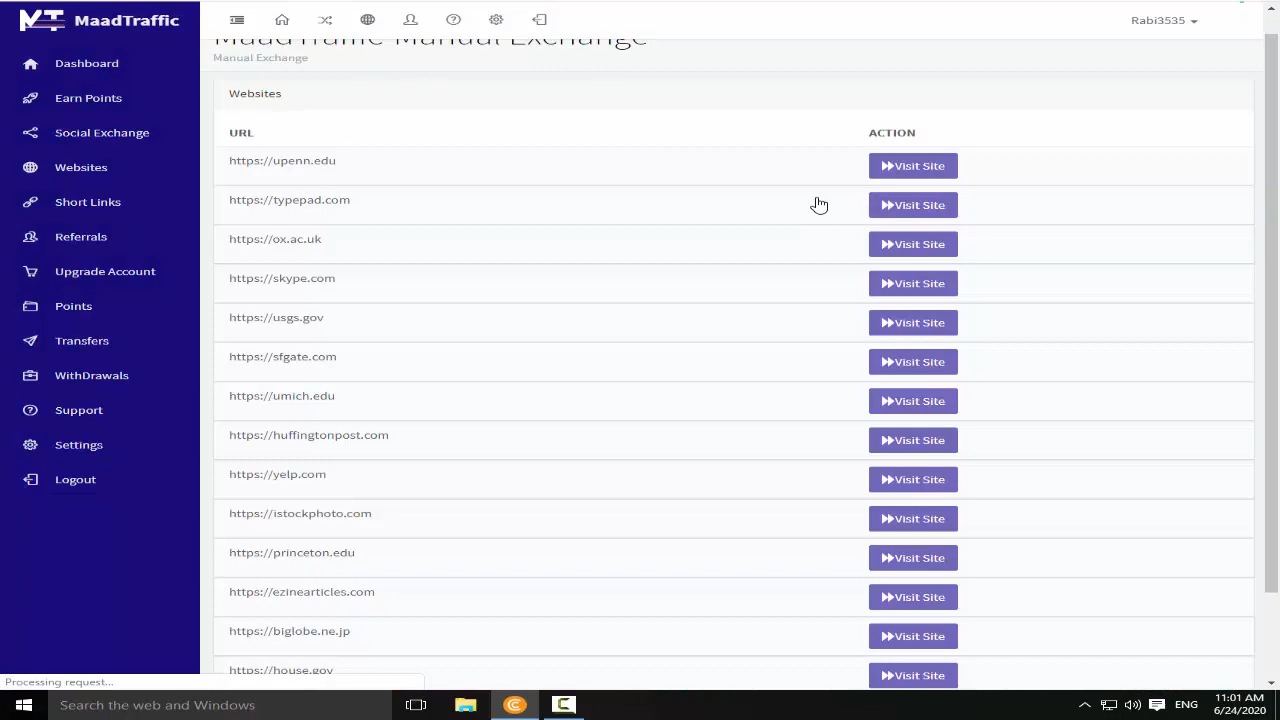 MT MaadTraffic
Rabi3535
Dashboard
Earn Points
Social Exchange
Websites
Short Links
Referrals
Upgrade Account
Points
Transfers
WithDrawals
Support
Settings
Logout
MaadTraffic Manual Exchange
Manual Exchange
Websites
URL ACTION
https://upenn.edu Visit Site
https://typepad.com Visit Site
https://ox.ac.uk Visit Site
https://skype.com Visit Site
https://usgs.gov Visit Site
https://sfgate.com Visit Site
https://umich.edu Visit Site
https://huffingtonpost.com Visit Site
https://yelp.com Visit Site
https://istockphoto.com Visit Site
https://princeton.edu Visit Site
https://ezinearticles.com Visit Site
https://biglobe.ne.jp Visit Site
https://house.gov Visit Site
Processing request...
Search the web and Windows
ENG
11:01 AM
6/24/2020